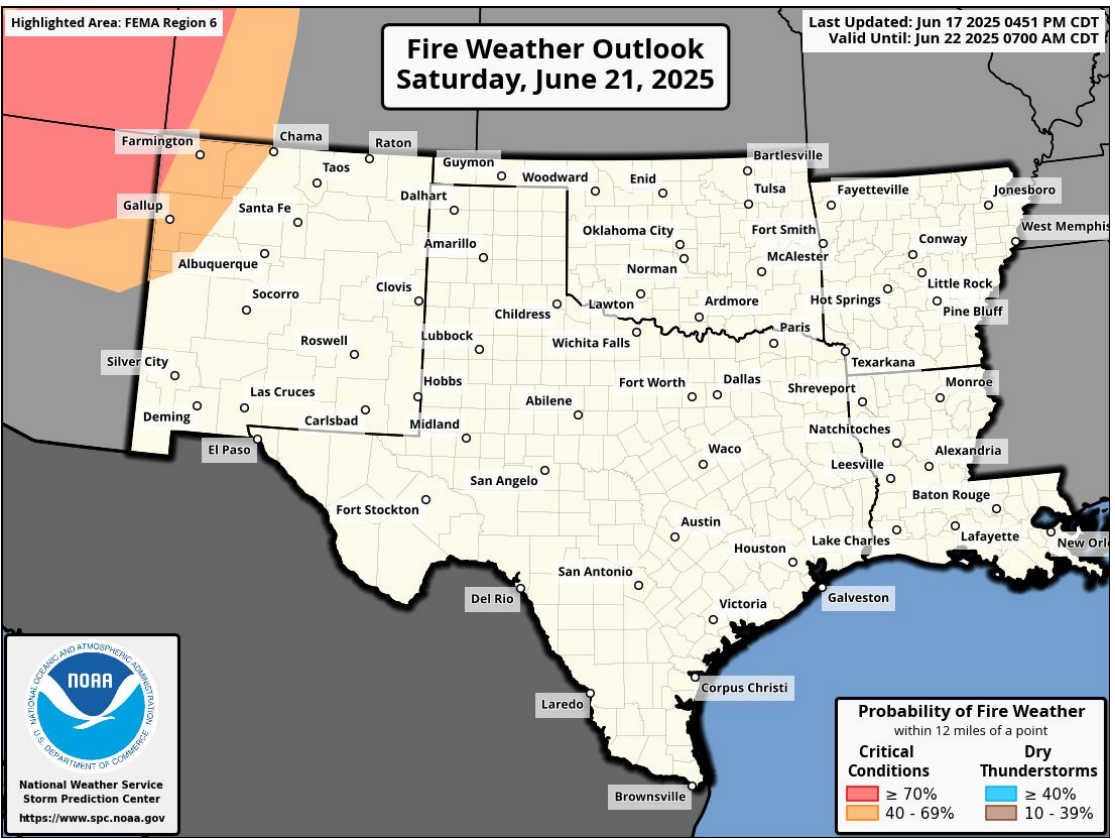 Highlighted Area: FEMA Region 6
Last Updated: Jun 17 2025 0451 PM CDT
Valid Until: Jun 22 2025 0700 AM CDT
Fire Weather Outlook
Saturday, June 21, 2025
Farmington
Chama
Raton
Guymon
Bartlesville
Taos
Woodward
Enid
Tulsa
Fayetteville
Jonesboro
Gallup
Santa Fe
Dalhart
Oklahoma City
Fort Smith
West Memphis
Albuquerque
Amarillo
Norman
McAlester
Conway
Socorro
Clovis
Childress
Lawton
Ardmore
Hot Springs
Little Rock
Pine Bluff
Roswell
Lubbock
Wichita Falls
Paris
Texarkana
Silver City
Las Cruces
Hobbs
Fort Worth
Dallas
Shreveport
Monroe
Deming
Carlsbad
Midland
Abilene
Natchitoches
El Paso
San Angelo
Waco
Leesville
Alexandria
Fort Stockton
Austin
Baton Rouge
Houston
Lake Charles
Lafayette
New Orl
Del Rio
San Antonio
Victoria
Galveston
Laredo
Corpus Christi
Brownsville
NATIONAL OCEANIC AND ATMOSPHERIC ADMINISTRATION
NOAA
U.S. DEPARTMENT OF COMMERCE
National Weather Service
Storm Prediction Center
https://www.spc.noaa.gov
Probability of Fire Weather
within 12 miles of a point
Critical Conditions
≥ 70%
40 - 69%
Dry Thunderstorms
≥ 40%
10 - 39%